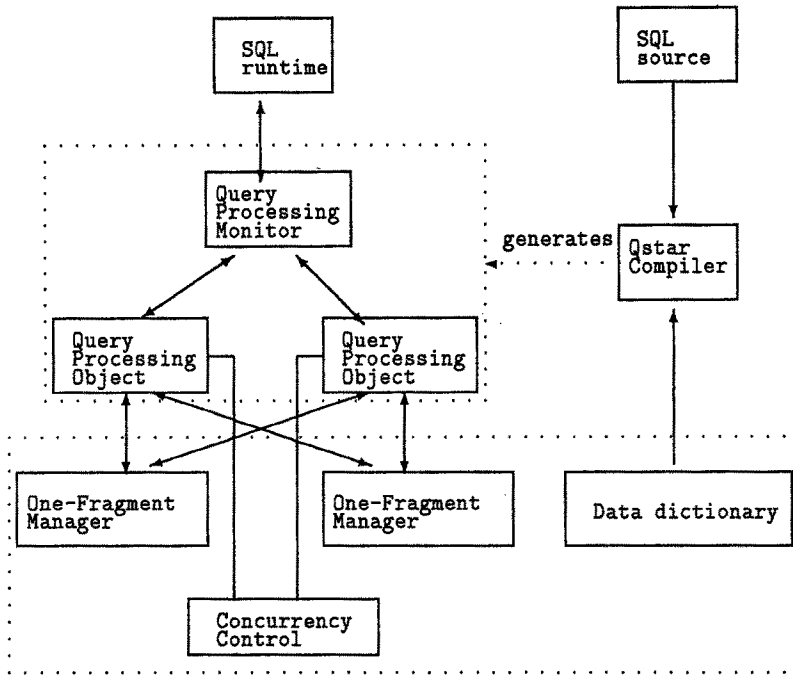 SQL
runtime
SQL
source
Query
Processing
Monitor
generates
Qstar
Compiler
Query
Processing
Object
Query
Processing
Object
One-Fragment
Manager
One-Fragment
Manager
Data dictionary
Concurrency
Control